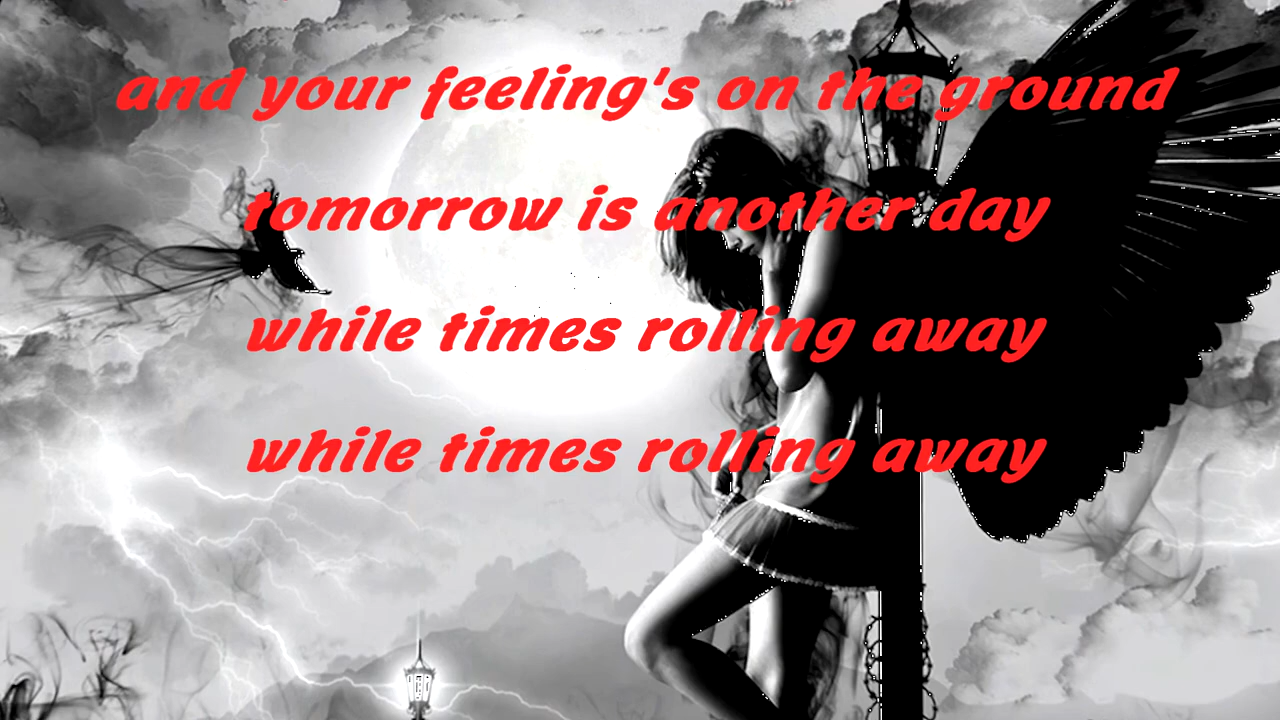 and your feeling's on the ground
tomorrow is another day
while times rolling away
while times rolling away